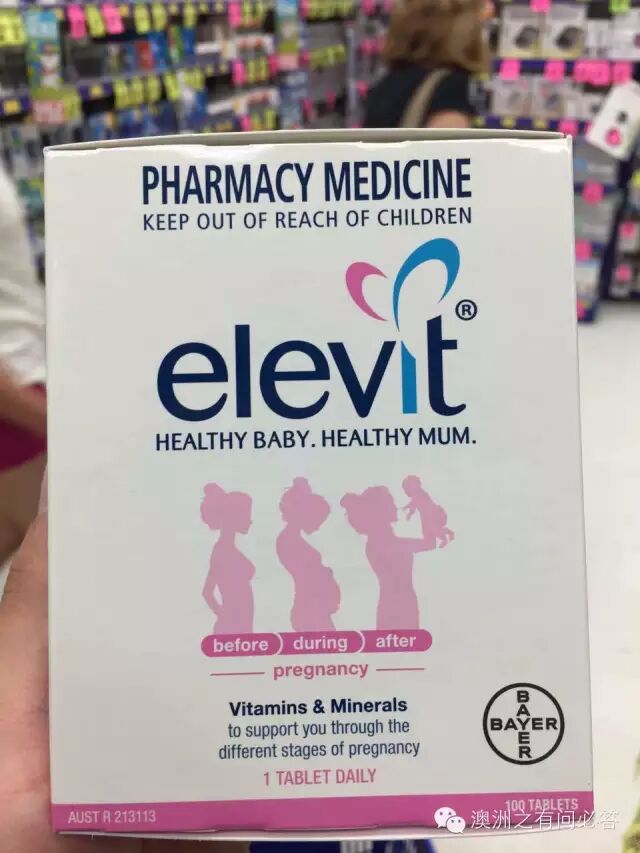 PHARMACY MEDICINE
KEEP OUT OF REACH OF CHILDREN
elevit®
HEALTHY BABY. HEALTHY MUM.
before during after
pregnancy
Vitamins & Minerals
to support you through the
different stages of pregnancy
1 TABLET DAILY
BAYER
BAYER
AUST R 213113
100 TABLETS
澳洲之有问必答